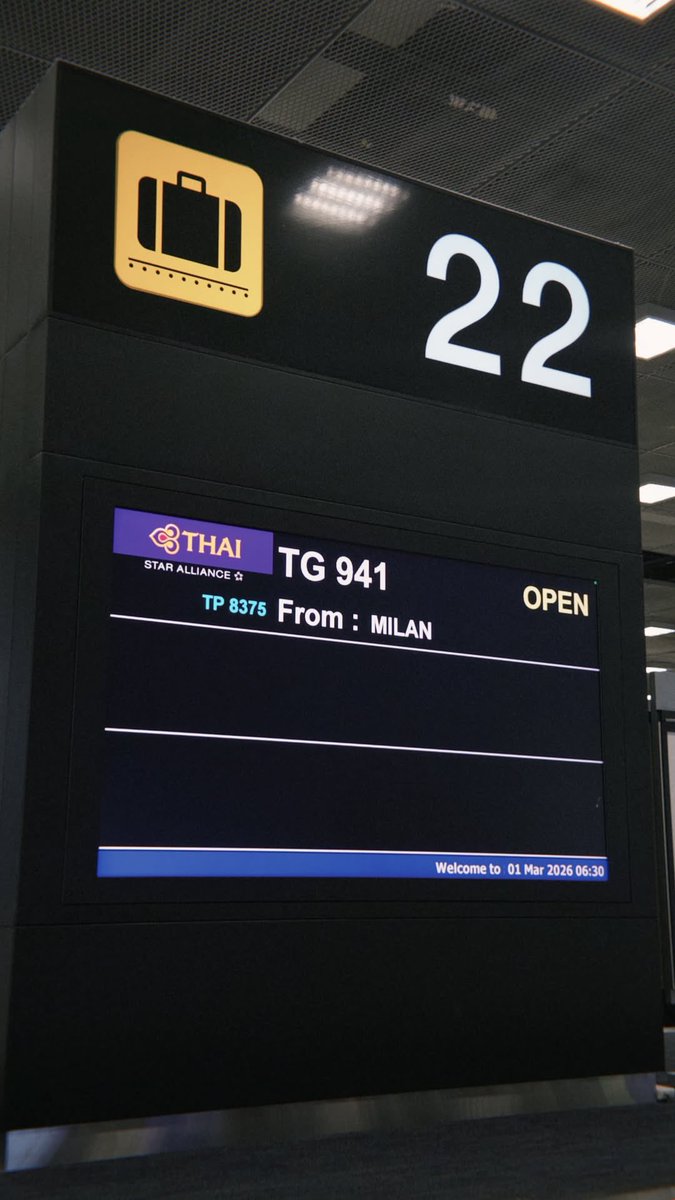 22
THAI
STAR ALLIANCE
TG 941
OPEN
TP 8375 From : MILAN
Welcome to 01 Mar 2026 06:30